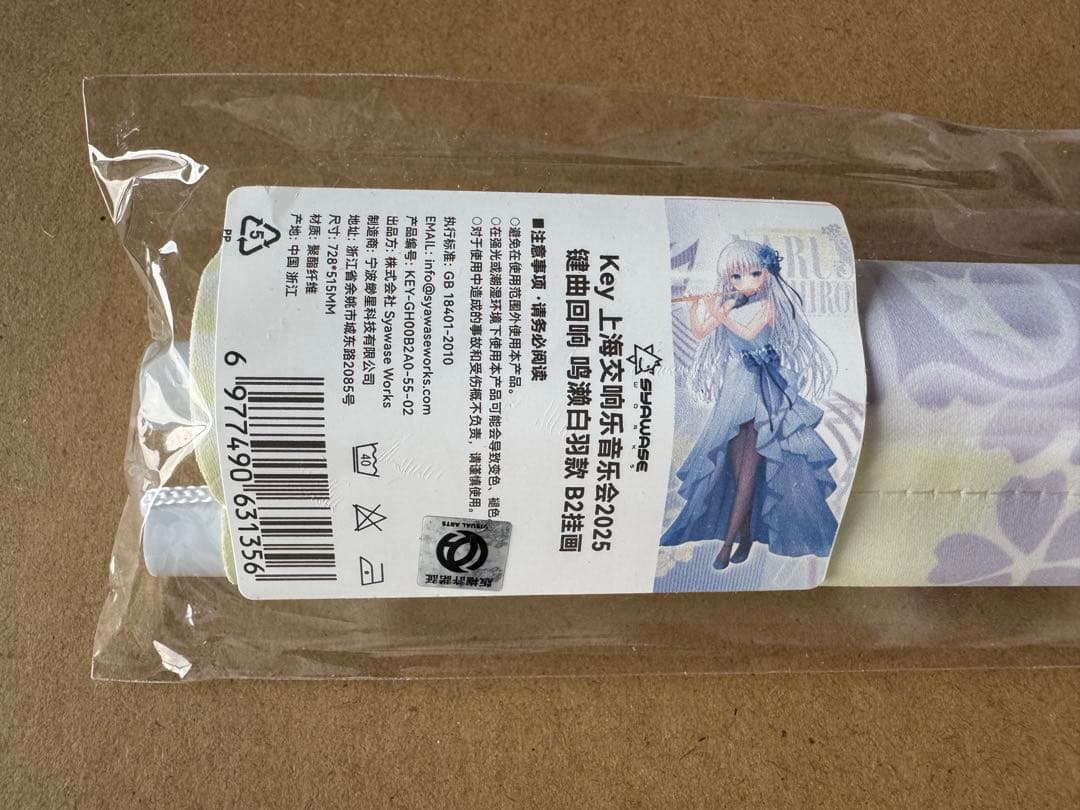 SYAWASE
WORKS
Key 上海交响乐音乐会2025
键曲回响 鸣濑白羽款 B2挂画
■注意事项·请务必阅读
○避免在使用范围外使用本产品。
○在强光或潮湿环境下使用本产品可能会导致变色、褪色
○对于使用中造成的事故和受伤概不负责，请谨慎使用。
执行标准: GB 18401-2010
EMAIL: info@syawaseworks.com
产品编号: KEY-GH00B2A0-55-02
出品方: 株式会社 Syawase Works
制造商: 宁波缈星科技有限公司
地址: 浙江省余姚市城东路2085号
尺寸: 728*515MM
材质: 聚酯纤维
产地: 中国 浙江
5
PP
40
VISUAL ARTS
版權許諾証
6 977490 631356